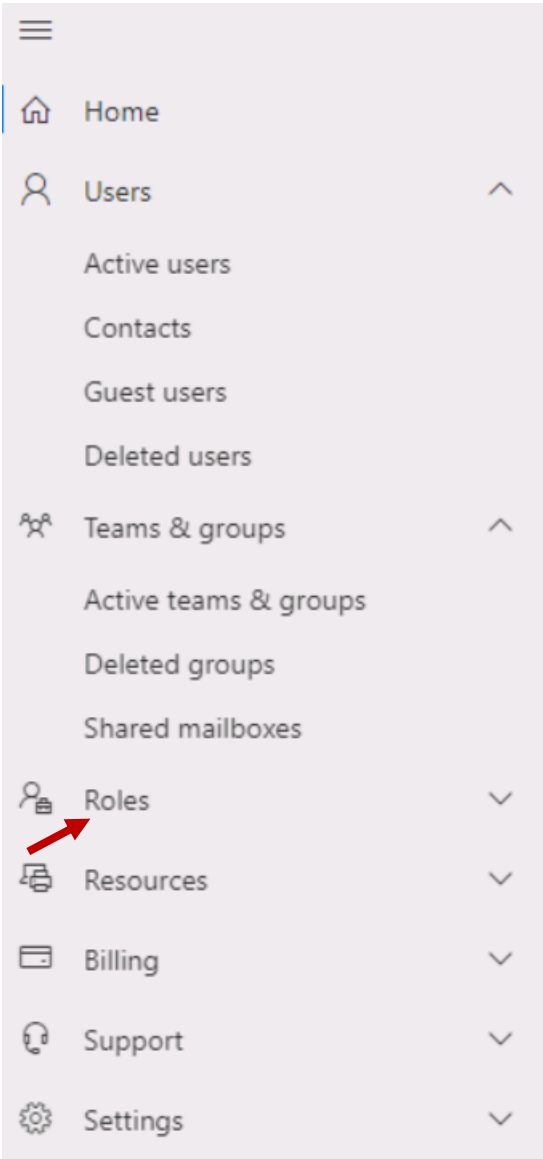 Home
Users
Active users
Contacts
Guest users
Deleted users
Teams & groups
Active teams & groups
Deleted groups
Shared mailboxes
Roles
Resources
Billing
Support
Settings